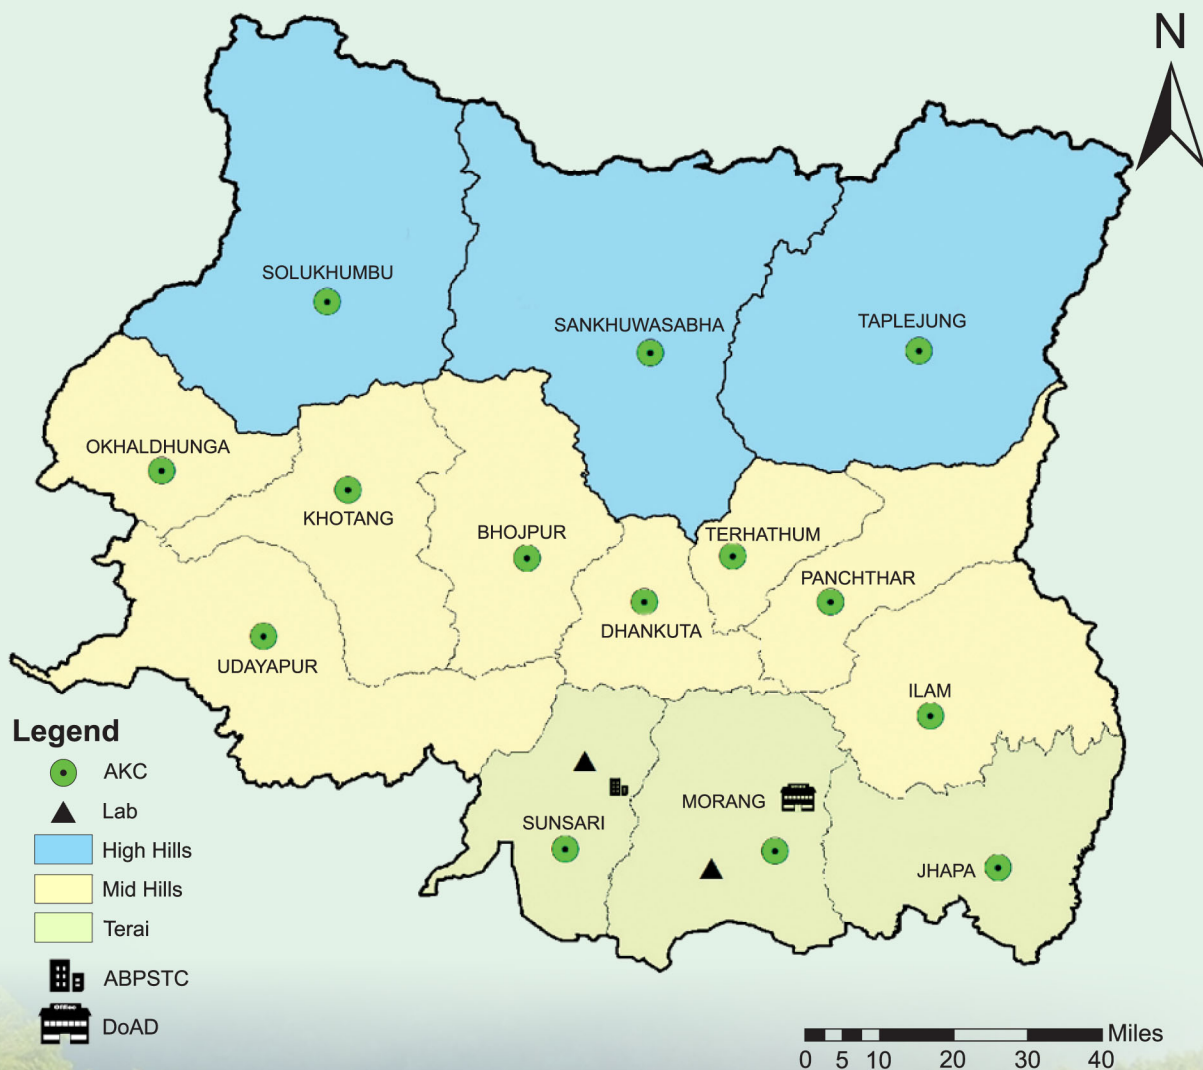 N
SOLUKHUMBU
SANKHUWASABHA
TAPLEJUNG
OKHALDHUNGA
KHOTANG
BHOJPUR
TERHATHUM
PANCHTHAR
DHANKUTA
UDAYAPUR
ILAM
MORANG
SUNSARI
JHAPA
Legend
AKC
Lab
High Hills
Mid Hills
Terai
ABPSTC
Office
DoAD
Miles
0 5 10 20 30 40